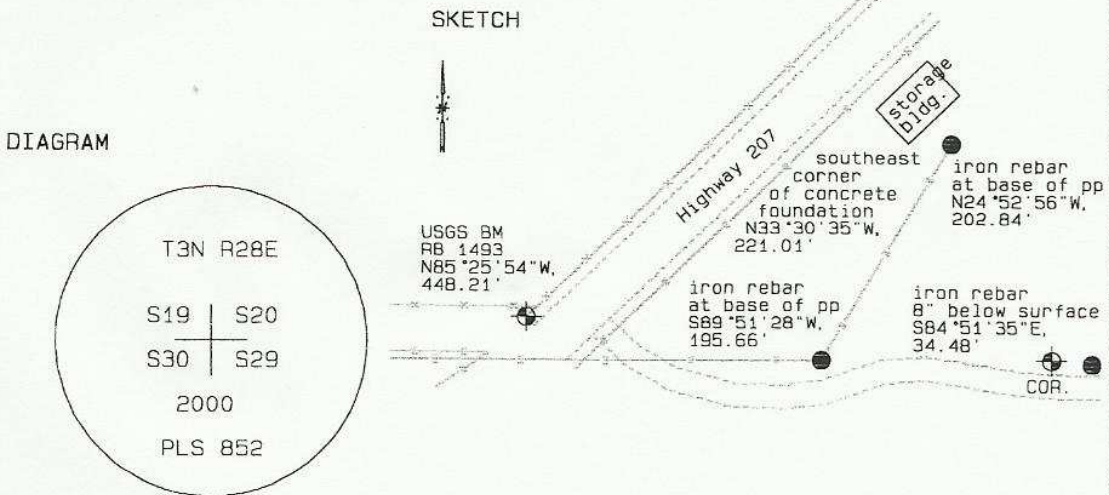 SKETCH
DIAGRAM
T3N R28E
S19 S20
S30 S29
2000
PLS 852
USGS BM
RB 1493
N85°25'54"W,
448.21'
Highway 207
storage
bldg.
southeast
corner
of concrete
foundation
N33°30'35"W,
221.01'
iron rebar
at base of pp
N24°52'56"W,
202.84'
iron rebar
at base of pp
S89°51'28"W,
195.66'
iron rebar
8" below surface
S84°51'35"E,
34.48'
COR.